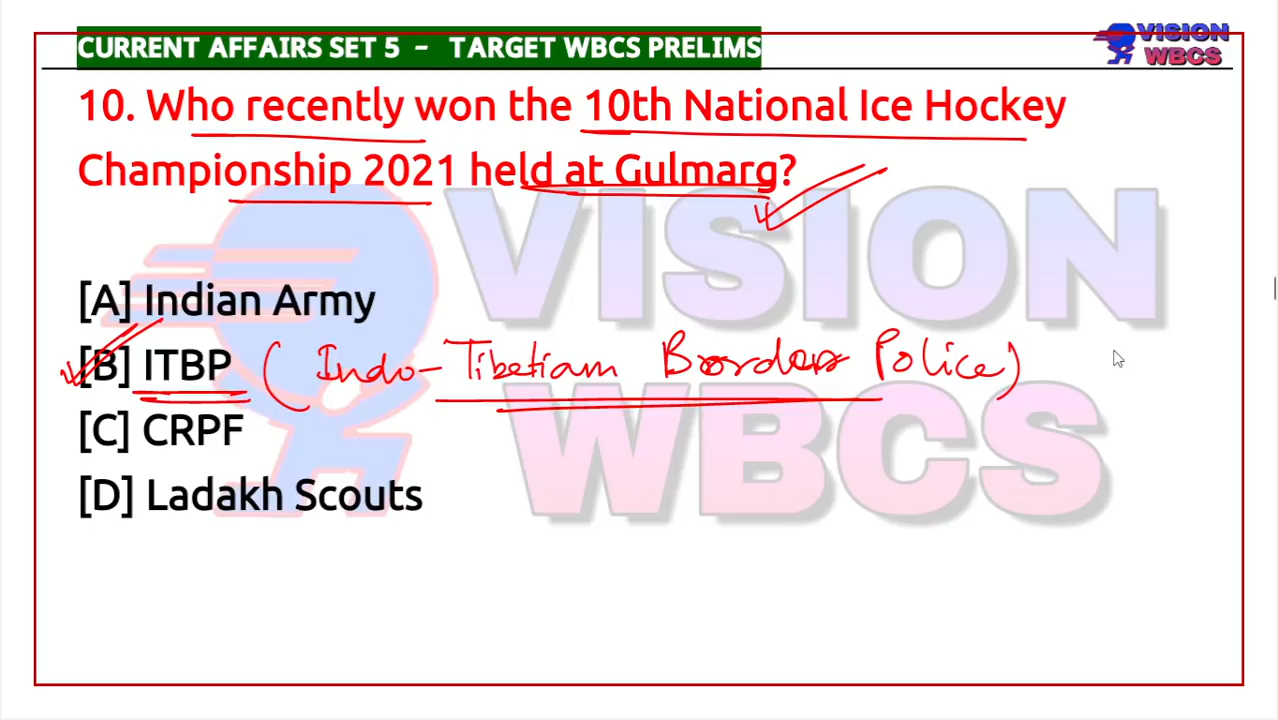 CURRENT AFFAIRS SET 5 - TARGET WBCS PRELIMS
VISION
WBCS
10. Who recently won the 10th National Ice Hockey
Championship 2021 held at Gulmarg?
VISION
[A] Indian Army
[B] ITBP (Indo-Tibetiam Border Police)
WBCS
[C] CRPF
[D] Ladakh Scouts